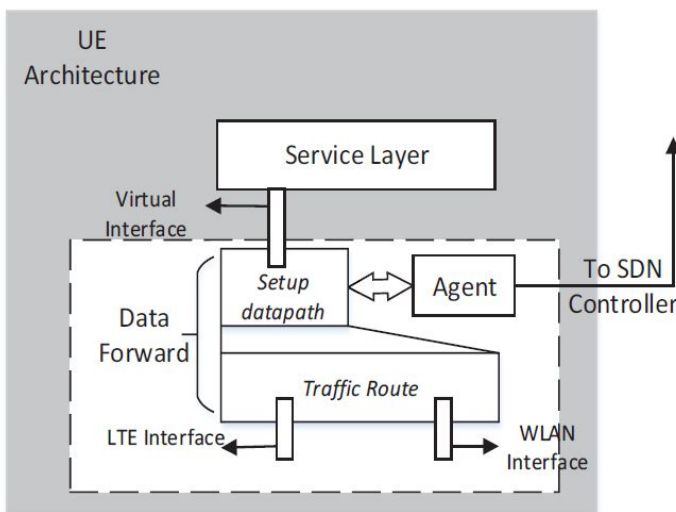 UE
Architecture
Service Layer
Virtual
Interface
Setup
datapath
Agent
To SDN
Controller
Data
Forward
Traffic Route
LTE Interface
WLAN
Interface